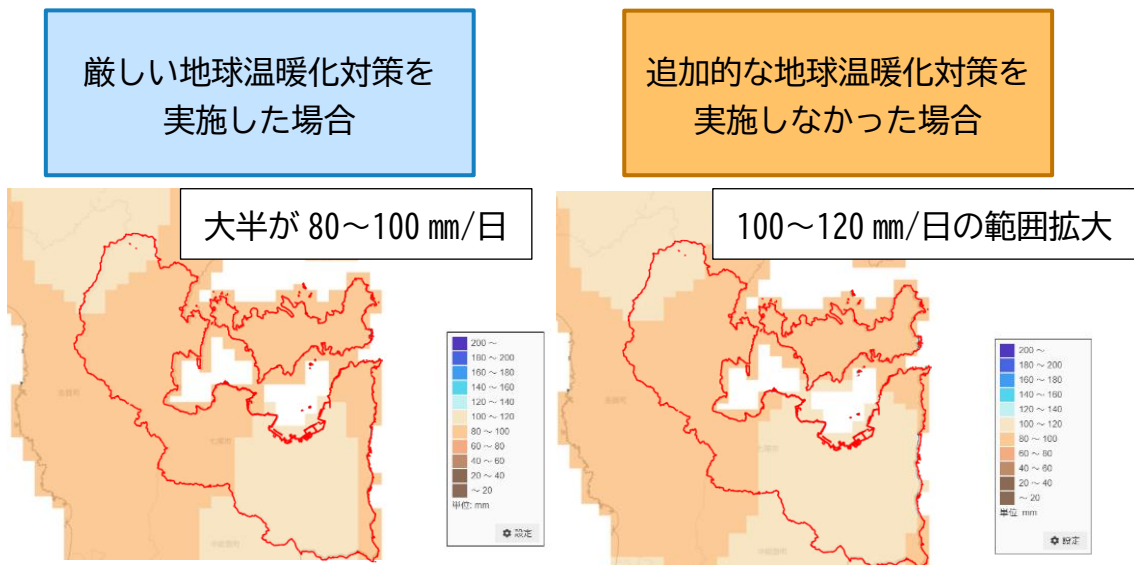 厳しい地球温暖化対策を
実施した場合
追加的な地球温暖化対策を
実施しなかった場合
大半が 80～100 ㎜/日
100～120 ㎜/日の範囲拡大
200 ～
180 ～ 200
160 ～ 180
140 ～ 160
120 ～ 140
100 ～ 120
80 ～ 100
60 ～ 80
40 ～ 60
20 ～ 40
～ 20
単位: mm
設定
200 ～
180 ～ 200
160 ～ 180
140 ～ 160
120 ～ 140
100 ～ 120
80 ～ 100
60 ～ 80
40 ～ 60
20 ～ 40
～ 20
単位: mm
設定